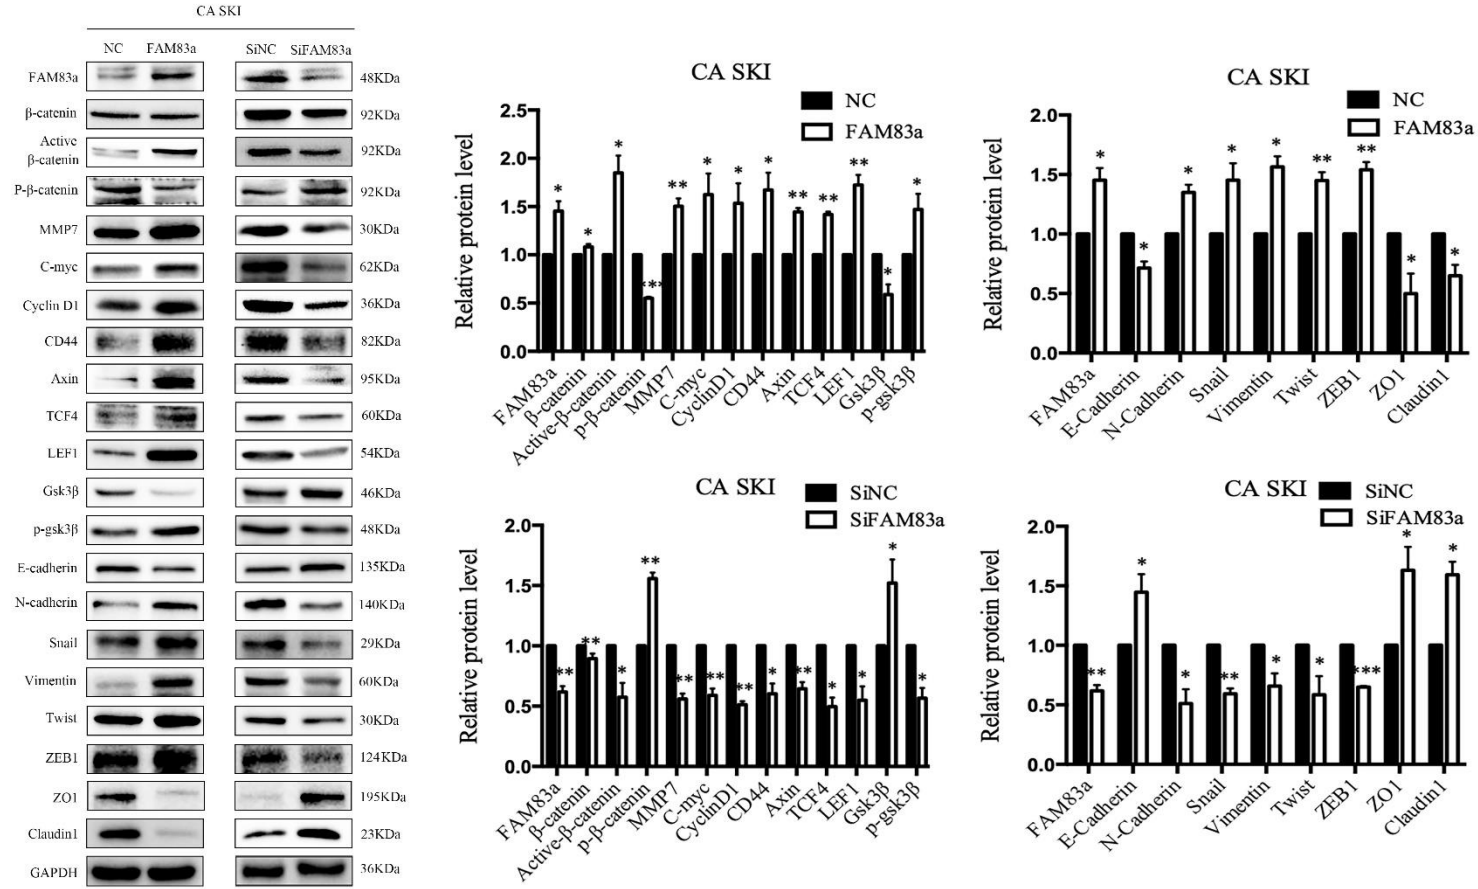 CA SKI
NC FAM83a SiNC SiFAM83a
FAM83a 48KDa
β-catenin 92KDa
Active
β-catenin 92KDa
P-β-catenin 92KDa
MMP7 30KDa
C-myc 62KDa
Cyclin D1 36KDa
CD44 82KDa
Axin 95KDa
TCF4 60KDa
LEF1 54KDa
Gsk3β 46KDa
p-gsk3β 48KDa
E-cadherin 135KDa
N-cadherin 140KDa
Snail 29KDa
Vimentin 60KDa
Twist 30KDa
ZEB1 124KDa
ZO1 195KDa
Claudin1 23KDa
GAPDH 36KDa
CA SKI
NC
FAM83a
Relative protein level
2.5
2.0
1.5
1.0
0.5
0.0
* * * *** ** * * * ** ** ** * *
FAM83a β-catenin Active-β-catenin p-β-catenin MMP7 C-myc CyclinD1 CD44 Axin TCF4 LEF1 Gsk3β p-gsk3β
CA SKI
NC
FAM83a
Relative protein level
2.0
1.5
1.0
0.5
0.0
* * * * * ** ** * *
FAM83a E-Cadherin N-Cadherin Snail Vimentin Twist ZEB1 ZO1 Claudin1
CA SKI
SiNC
SiFAM83a
Relative protein level
2.0
1.5
1.0
0.5
0.0
** ** * ** ** ** ** * ** * * * *
FAM83a β-catenin Active-β-catenin p-β-catenin MMP7 C-myc CyclinD1 CD44 Axin TCF4 LEF1 Gsk3β p-gsk3β
CA SKI
SiNC
SiFAM83a
Relative protein level
2.0
1.5
1.0
0.5
0.0
** * * ** * * *** * *
FAM83a E-Cadherin N-Cadherin Snail Vimentin Twist ZEB1 ZO1 Claudin1